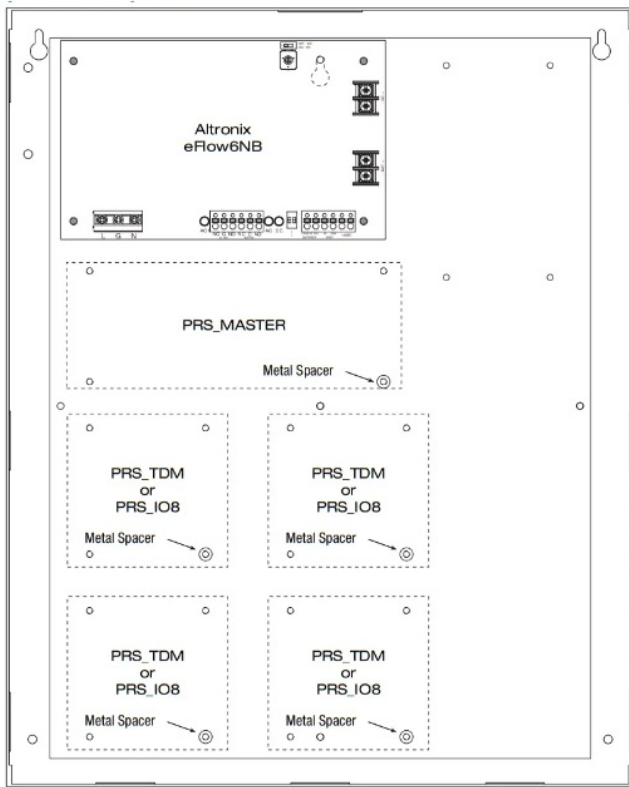 Altronix
eFlow6NB
L G N
PRS_MASTER
Metal Spacer
PRS_TDM
or
PRS_IO8
Metal Spacer
PRS_TDM
or
PRS_IO8
Metal Spacer
PRS_TDM
or
PRS_IO8
Metal Spacer
PRS_TDM
or
PRS_IO8
Metal Spacer